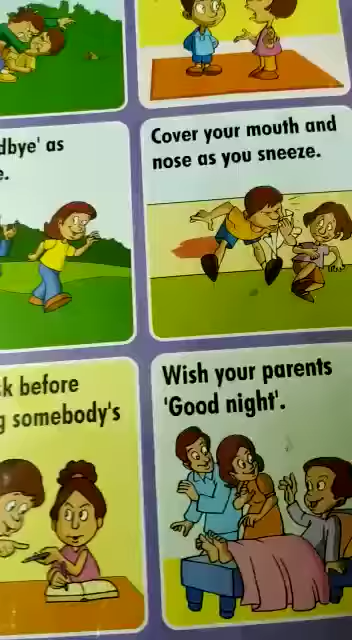 dbye' as
e.
Cover your mouth and
nose as you sneeze.
k before
g somebody's
Wish your parents
'Good night'.